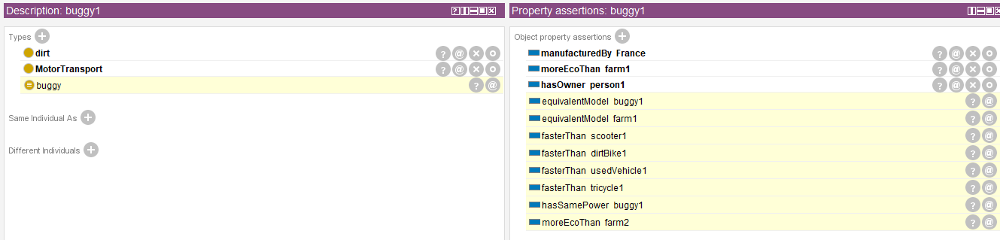 Description: buggy1
Types
dirt
MotorTransport
buggy
Same Individual As
Different Individuals
Property assertions: buggy1
Object property assertions
manufacturedBy France
moreEcoThan farm1
hasOwner person1
equivalentModel buggy1
equivalentModel farm1
fasterThan scooter1
fasterThan dirtBike1
fasterThan usedVehicle1
fasterThan tricycle1
hasSamePower buggy1
moreEcoThan farm2